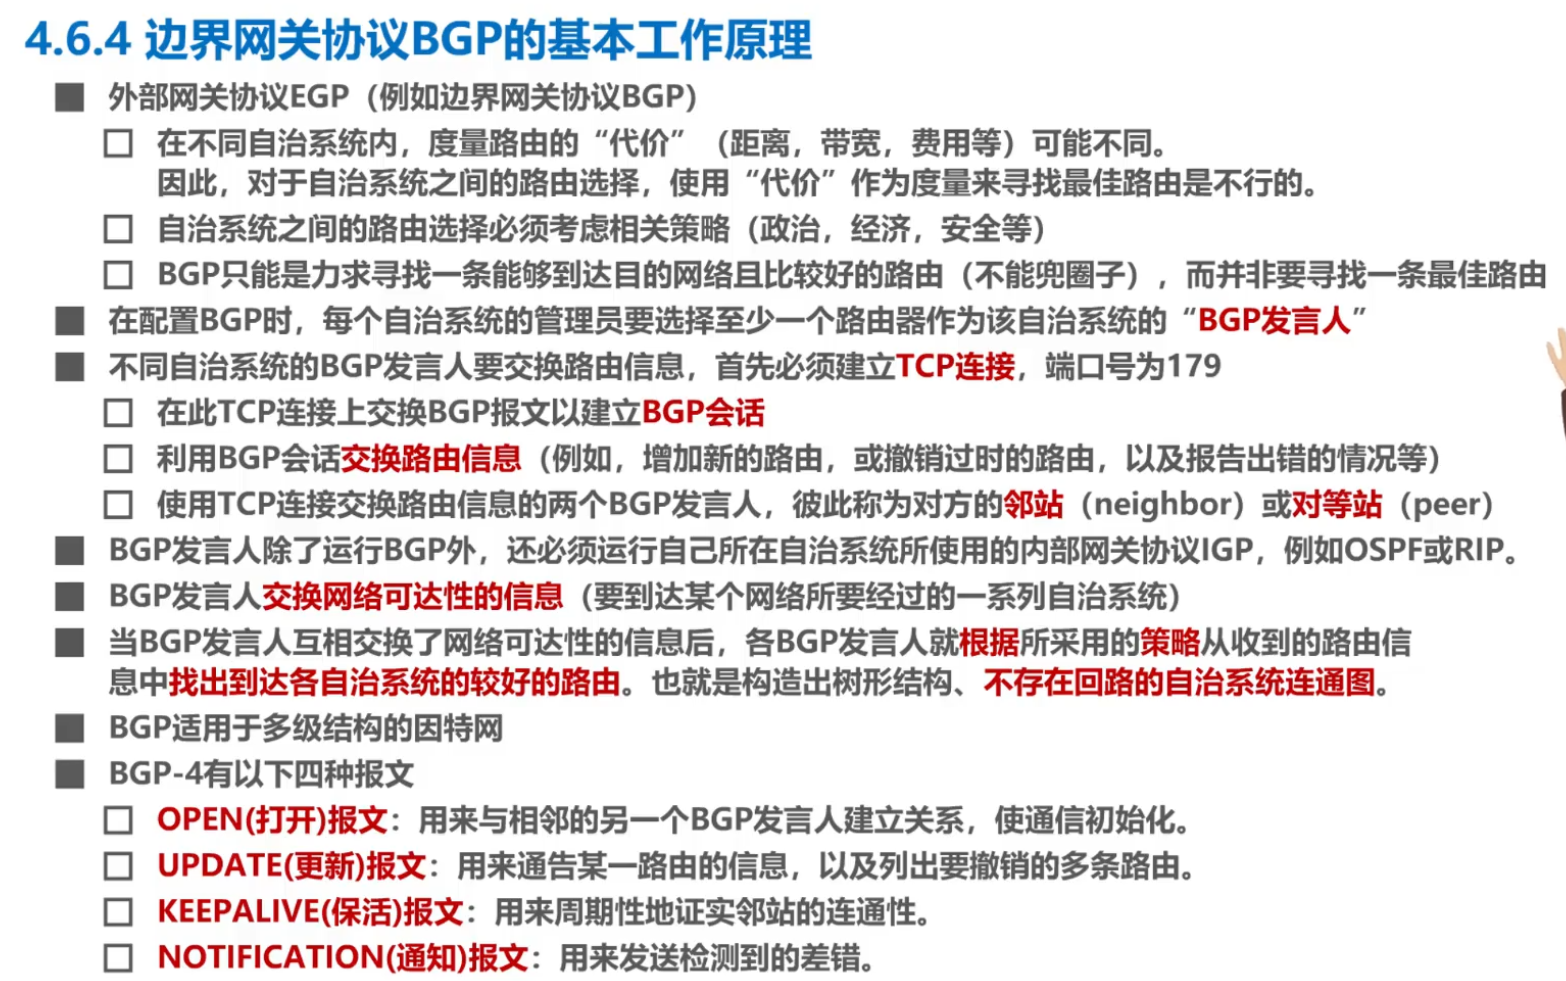 4.6.4 边界网关协议BGP的基本工作原理
外部网关协议EGP（例如边界网关协议BGP）
在不同自治系统内，度量路由的“代价”（距离，带宽，费用等）可能不同。
因此，对于自治系统之间的路由选择，使用“代价”作为度量来寻找最佳路由是不行的。
自治系统之间的路由选择必须考虑相关策略（政治，经济，安全等）
BGP只能是力求寻找一条能够到达目的网络且比较好的路由（不能兜圈子），而并非要寻找一条最佳路由
在配置BGP时，每个自治系统的管理员要选择至少一个路由器作为该自治系统的“BGP发言人”
不同自治系统的BGP发言人要交换路由信息，首先必须建立TCP连接，端口号为179
在此TCP连接上交换BGP报文以建立BGP会话
利用BGP会话交换路由信息（例如，增加新的路由，或撤销过时的路由，以及报告出错的情况等）
使用TCP连接交换路由信息的两个BGP发言人，彼此称为对方的邻站（neighbor）或对等站（peer）
BGP发言人除了运行BGP外，还必须运行自己所在自治系统所使用的内部网关协议IGP，例如OSPF或RIP。
BGP发言人交换网络可达性的信息（要到达某个网络所要经过的一系列自治系统）
当BGP发言人互相交换了网络可达性的信息后，各BGP发言人就根据所采用的策略从收到的路由信
息中找出到达各自治系统的较好的路由。也就是构造出树形结构、不存在回路的自治系统连通图。
BGP适用于多级结构的因特网
BGP-4有以下四种报文
OPEN(打开)报文：用来与相邻的另一个BGP发言人建立关系，使通信初始化。
UPDATE(更新)报文：用来通告某一路由的信息，以及列出要撤销的多条路由。
KEEPALIVE(保活)报文：用来周期性地证实邻站的连通性。
NOTIFICATION(通知)报文：用来发送检测到的差错。